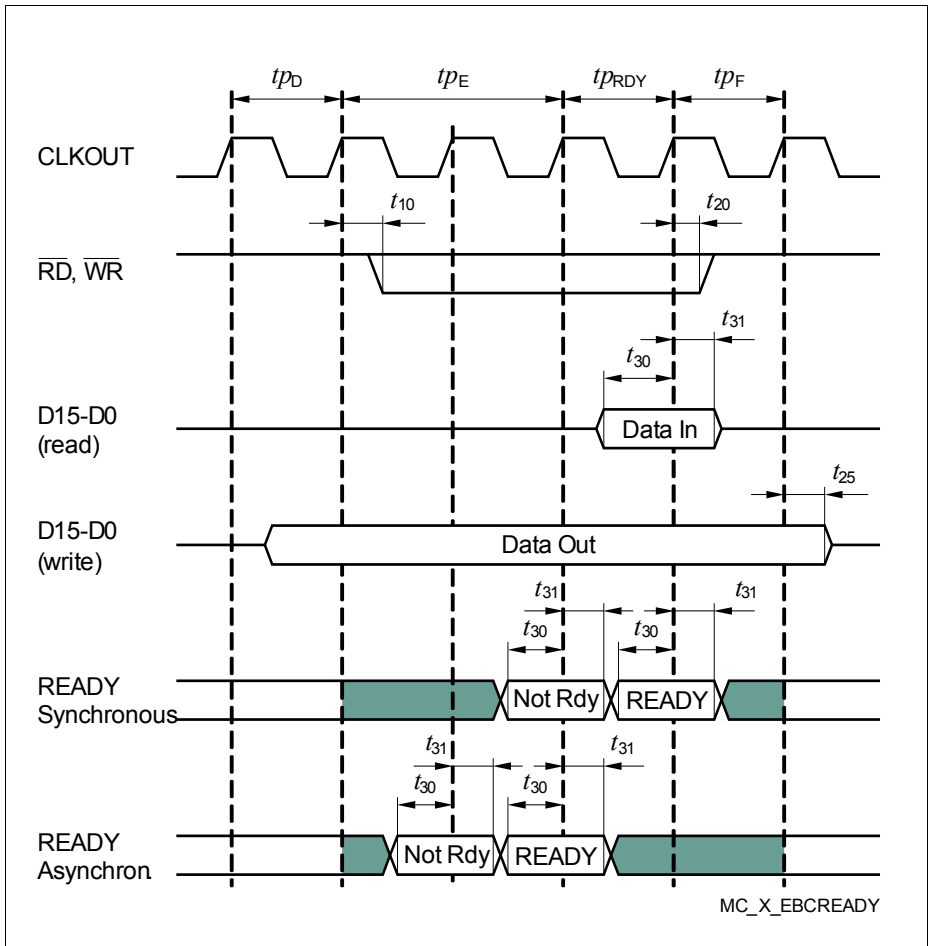 tpD tpE tpRDY tpF
CLKOUT
t10 t20
RD, WR
t31
t30
D15-D0
(read)
Data In
t25
D15-D0
(write)
Data Out
t31 t31
t30 t30
READY
Synchronous
Not Rdy READY
t31 t31
t30 t30
READY
Asynchron.
Not Rdy READY
MC_X_EBCREADY